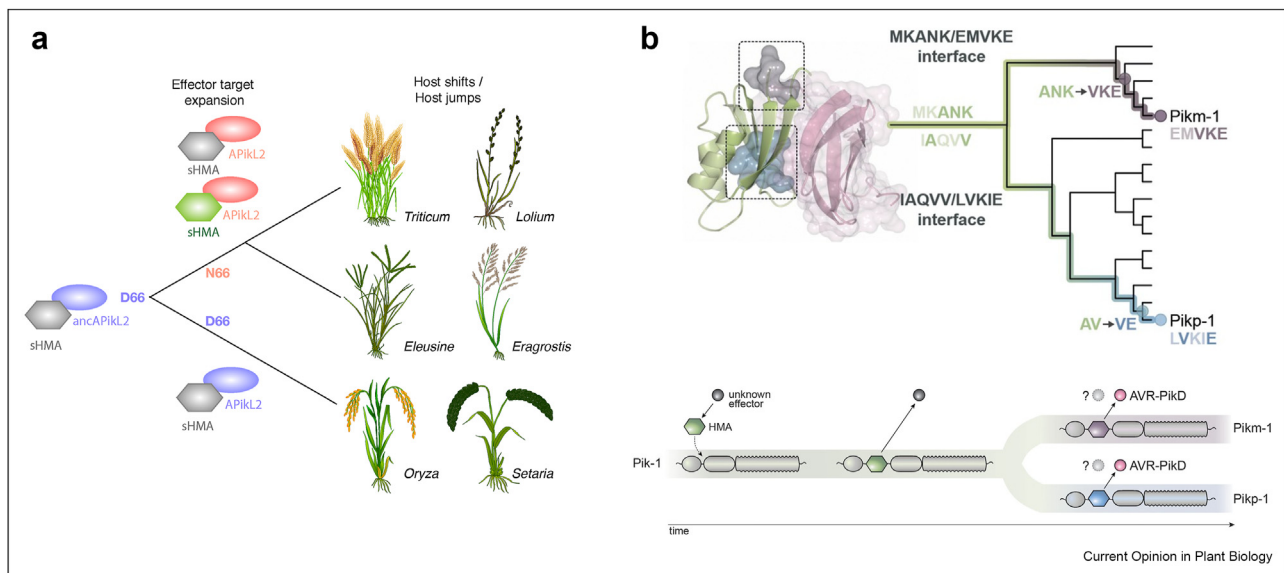 a
Effector target
expansion
Host shifts /
Host jumps
APikL2
sHMA
APikL2
sHMA
Triticum
Lolium
N66
D66
ancAPikL2
sHMA
D66
Eleusine
Eragrostis
APikL2
sHMA
Oryza
Setaria
b
MKANK/EMVKE
interface
MKANK
IAQVV
IAQVV/LVKIE
interface
ANK→VKE
Pikm-1
EMVKE
AV→VE
Pikp-1
LVKIE
unknown
effector
HMA
Pik-1
? AVR-PikD
Pikm-1
? AVR-PikD
Pikp-1
time
Current Opinion in Plant Biology